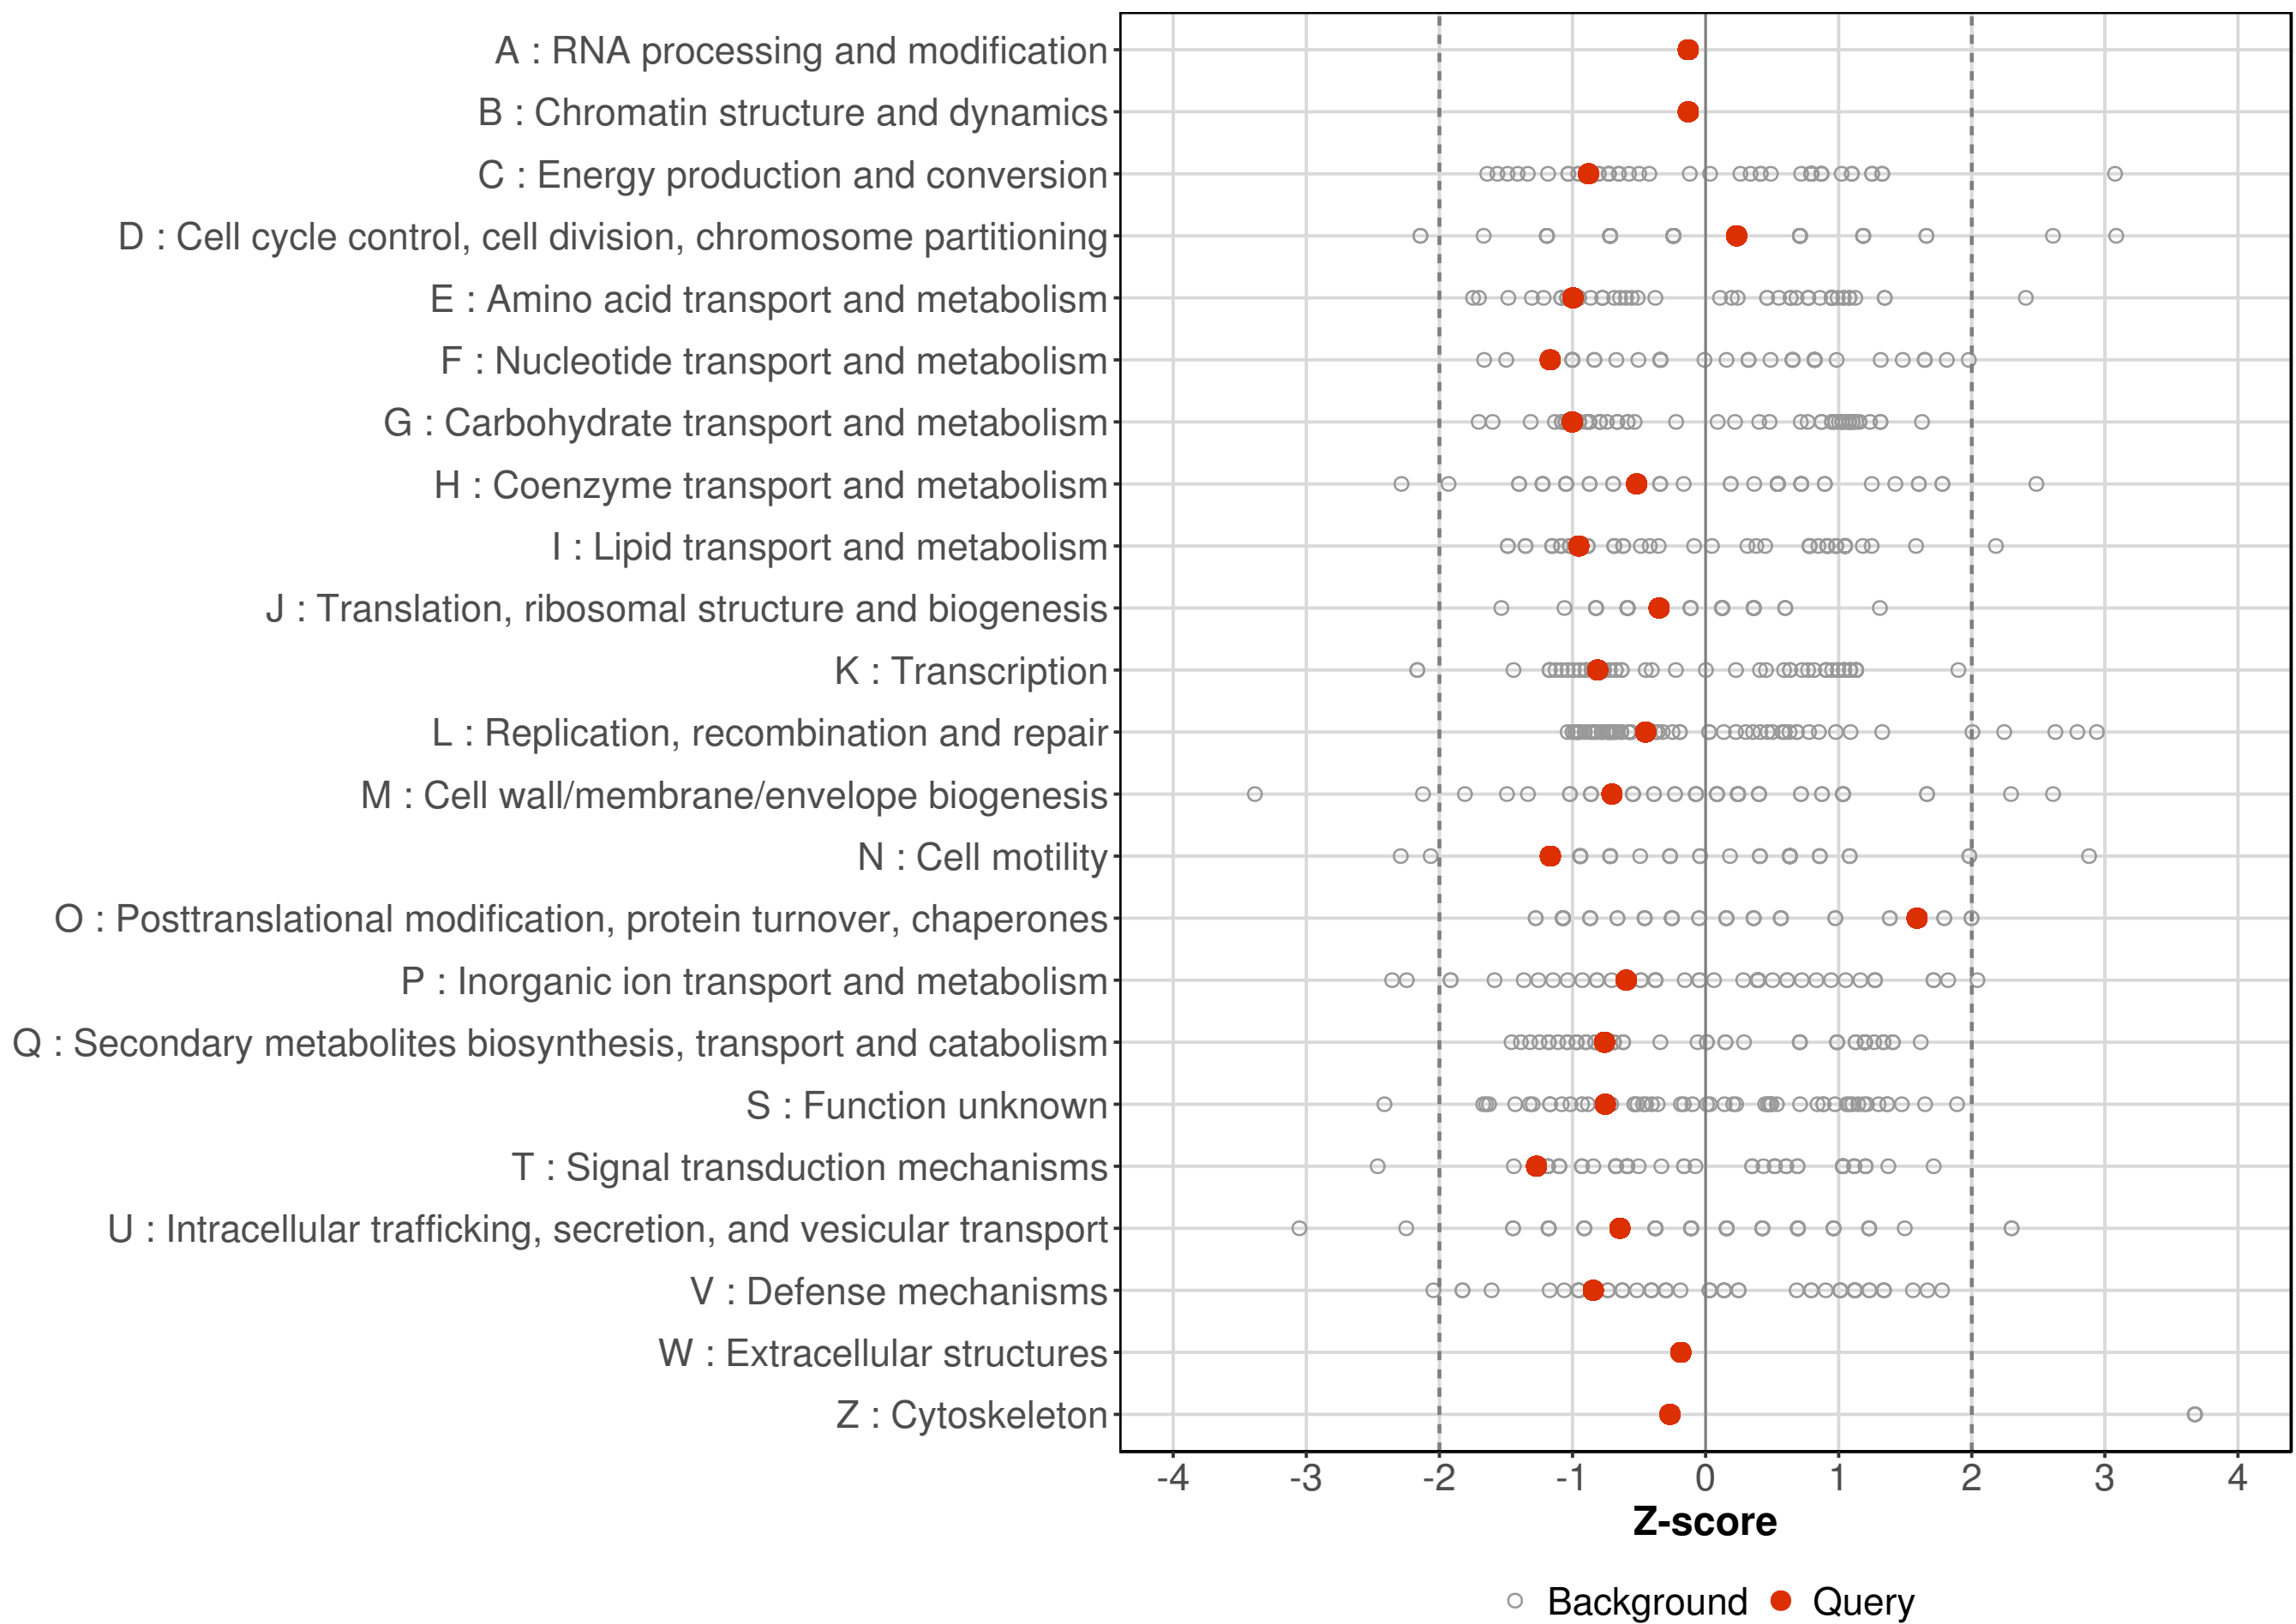 A : RNA processing and modification
B : Chromatin structure and dynamics
C : Energy production and conversion
D : Cell cycle control, cell division, chromosome partitioning
E : Amino acid transport and metabolism
F : Nucleotide transport and metabolism
G : Carbohydrate transport and metabolism
H : Coenzyme transport and metabolism
I : Lipid transport and metabolism
J : Translation, ribosomal structure and biogenesis
K : Transcription
L : Replication, recombination and repair
M : Cell wall/membrane/envelope biogenesis
N : Cell motility
O : Posttranslational modification, protein turnover, chaperones
P : Inorganic ion transport and metabolism
Q : Secondary metabolites biosynthesis, transport and catabolism
S : Function unknown
T : Signal transduction mechanisms
U : Intracellular trafficking, secretion, and vesicular transport
V : Defense mechanisms
W : Extracellular structures
Z : Cytoskeleton
-4 -3 -2 -1 0 1 2 3 4
Z-score
Background Query